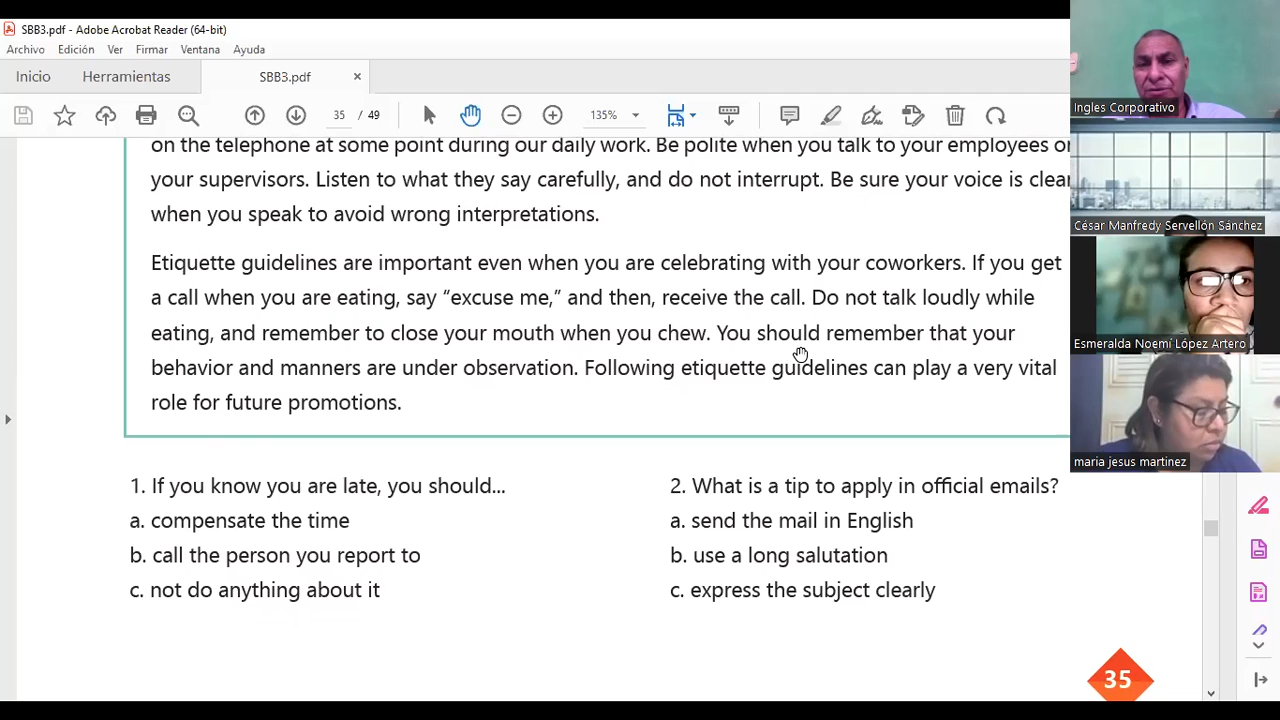 SBB3.pdf - Adobe Acrobat Reader (64-bit)
Archivo Edición Ver Firmar Ventana Ayuda
Inicio Herramientas SBB3.pdf ×
35 / 49 135%
on the telephone at some point during our daily work. Be polite when you talk to your employees or
your supervisors. Listen to what they say carefully, and do not interrupt. Be sure your voice is clear
when you speak to avoid wrong interpretations.
Etiquette guidelines are important even when you are celebrating with your coworkers. If you get
a call when you are eating, say “excuse me,” and then, receive the call. Do not talk loudly while
eating, and remember to close your mouth when you chew. You should remember that your
behavior and manners are under observation. Following etiquette guidelines can play a very vital
role for future promotions.
1. If you know you are late, you should...
a. compensate the time
b. call the person you report to
c. not do anything about it
2. What is a tip to apply in official emails?
a. send the mail in English
b. use a long salutation
c. express the subject clearly
35
Ingles Corporativo
César Manfredy Servellón Sánchez
Esmeralda Noemí López Artero
maria jesus martinez